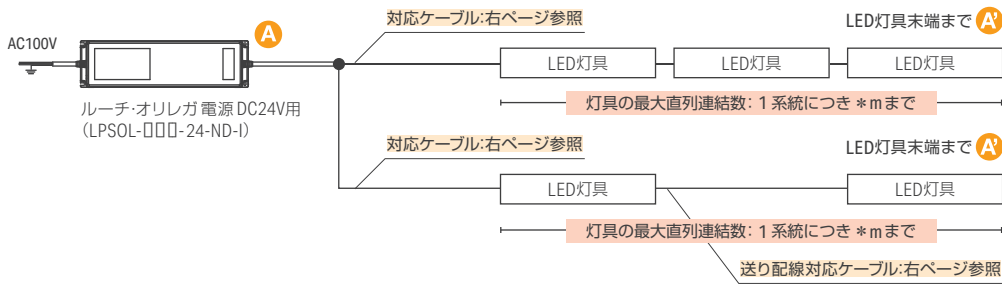 対応ケーブル:右ページ参照
LED灯具末端まで A'
AC100V
A
LED灯具
LED灯具
LED灯具
灯具の最大直列連結数: 1系統につき＊mまで
ルーチ・オリレガ 電源 DC24V用
(LPSOL-▯▯▯-24-ND-I)
対応ケーブル:右ページ参照
LED灯具末端まで A'
LED灯具
LED灯具
灯具の最大直列連結数: 1系統につき＊mまで
送り配線対応ケーブル:右ページ参照